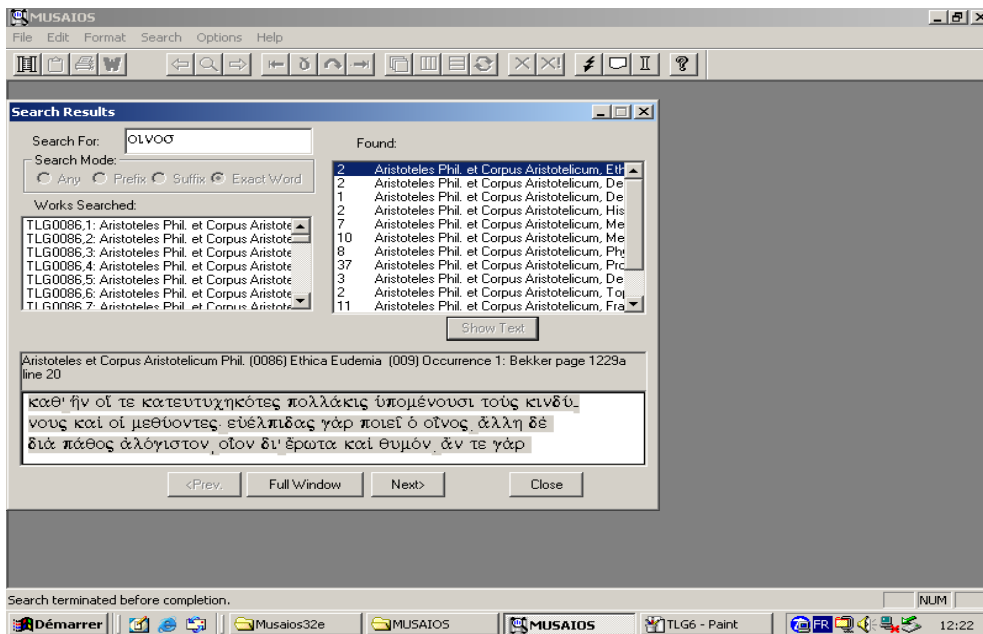 MUSAIOS
File Edit Format Search Options Help
Search Results
Search For: οινοσ
Search Mode:
Any Prefix Suffix Exact Word
Works Searched:
TLG0086,1: Aristoteles Phil. et Corpus Aristote
TLG0086,2: Aristoteles Phil. et Corpus Aristote
TLG0086,3: Aristoteles Phil. et Corpus Aristote
TLG0086,4: Aristoteles Phil. et Corpus Aristote
TLG0086,5: Aristoteles Phil. et Corpus Aristote
TLG0086,6: Aristoteles Phil. et Corpus Aristote
TLG0086,7: Aristoteles Phil. et Corpus Aristote
Found:
2 Aristoteles Phil. et Corpus Aristotelicum, Eth
2 Aristoteles Phil. et Corpus Aristotelicum, De
1 Aristoteles Phil. et Corpus Aristotelicum, De
2 Aristoteles Phil. et Corpus Aristotelicum, His
7 Aristoteles Phil. et Corpus Aristotelicum, Me
10 Aristoteles Phil. et Corpus Aristotelicum, Me
8 Aristoteles Phil. et Corpus Aristotelicum, Phy
37 Aristoteles Phil. et Corpus Aristotelicum, Pro
3 Aristoteles Phil. et Corpus Aristotelicum, De
2 Aristoteles Phil. et Corpus Aristotelicum, Top
11 Aristoteles Phil. et Corpus Aristotelicum, Fra
Show Text
Aristoteles et Corpus Aristotelicum Phil. (0086) Ethica Eudemia (009) Occurrence 1: Bekker page 1229a
line 20
καθ' ἣν οἵ τε κατευτυχηκότες πολλάκις ὑπομένουσι τοὺς κινδύ-
νους καὶ οἱ μεθύοντες· εὐέλπιδας γὰρ ποιεῖ ὁ οἶνος, ἄλλη δὲ
διὰ πάθος ἀλόγιστον, οἷον δι' ἔρωτα καὶ θυμόν, ἄν τε γὰρ
<Prev. Full Window Next> Close
Search terminated before completion.
NUM
Démarrer Musaios32e MUSAIOS MUSAIOS TLG6 - Paint FR 12:22